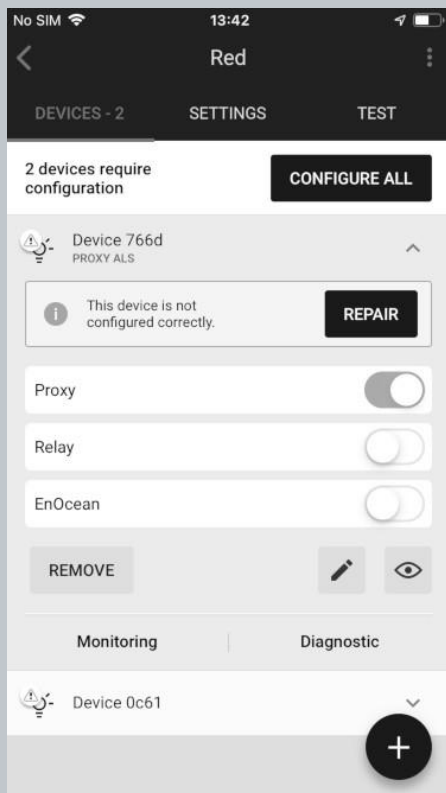 No SIM 13:42
Red
DEVICES - 2 SETTINGS TEST
2 devices require
configuration
CONFIGURE ALL
Device 766d
PROXY ALS
This device is not
configured correctly.
REPAIR
Proxy
Relay
EnOcean
REMOVE
Monitoring Diagnostic
Device 0c61